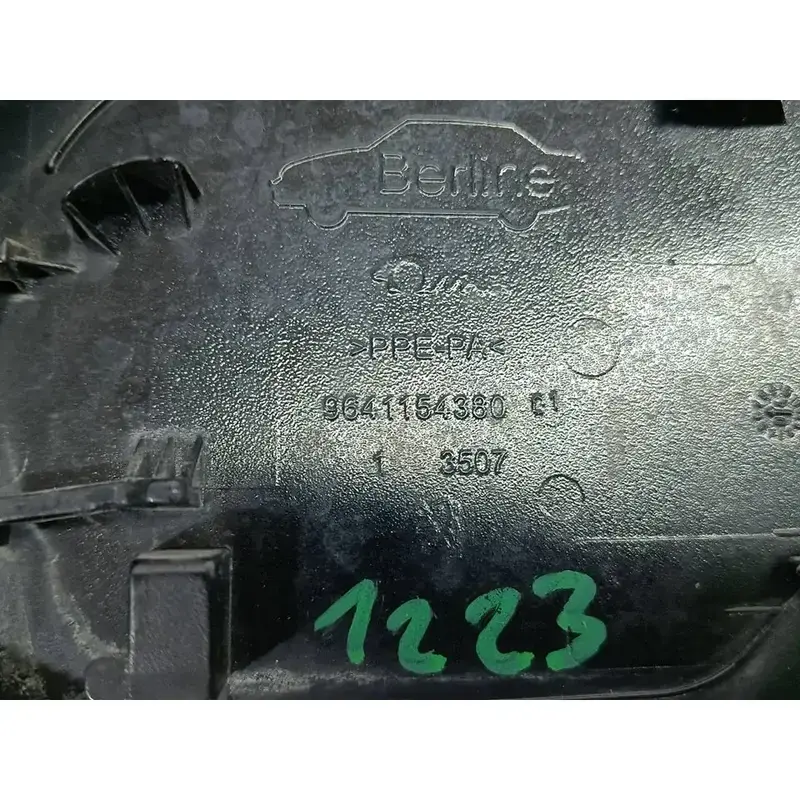 Berline
>PPE-PA<
9641154380 C1
1 3507
1223